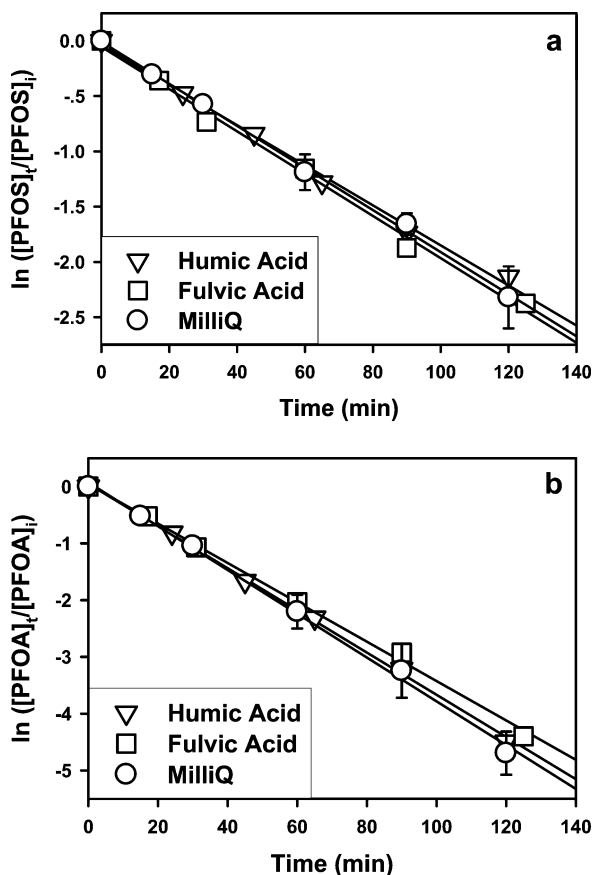 a
ln ([PFOS]t/[PFOS]i)
0.0
-.5
-1.0
-1.5
-2.0
-2.5
Humic Acid
Fulvic Acid
MilliQ
0 20 40 60 80 100 120 140
Time (min)
b
ln ([PFOA]t/[PFOA]i)
0
-1
-2
-3
-4
-5
Humic Acid
Fulvic Acid
MilliQ
0 20 40 60 80 100 120 140
Time (min)